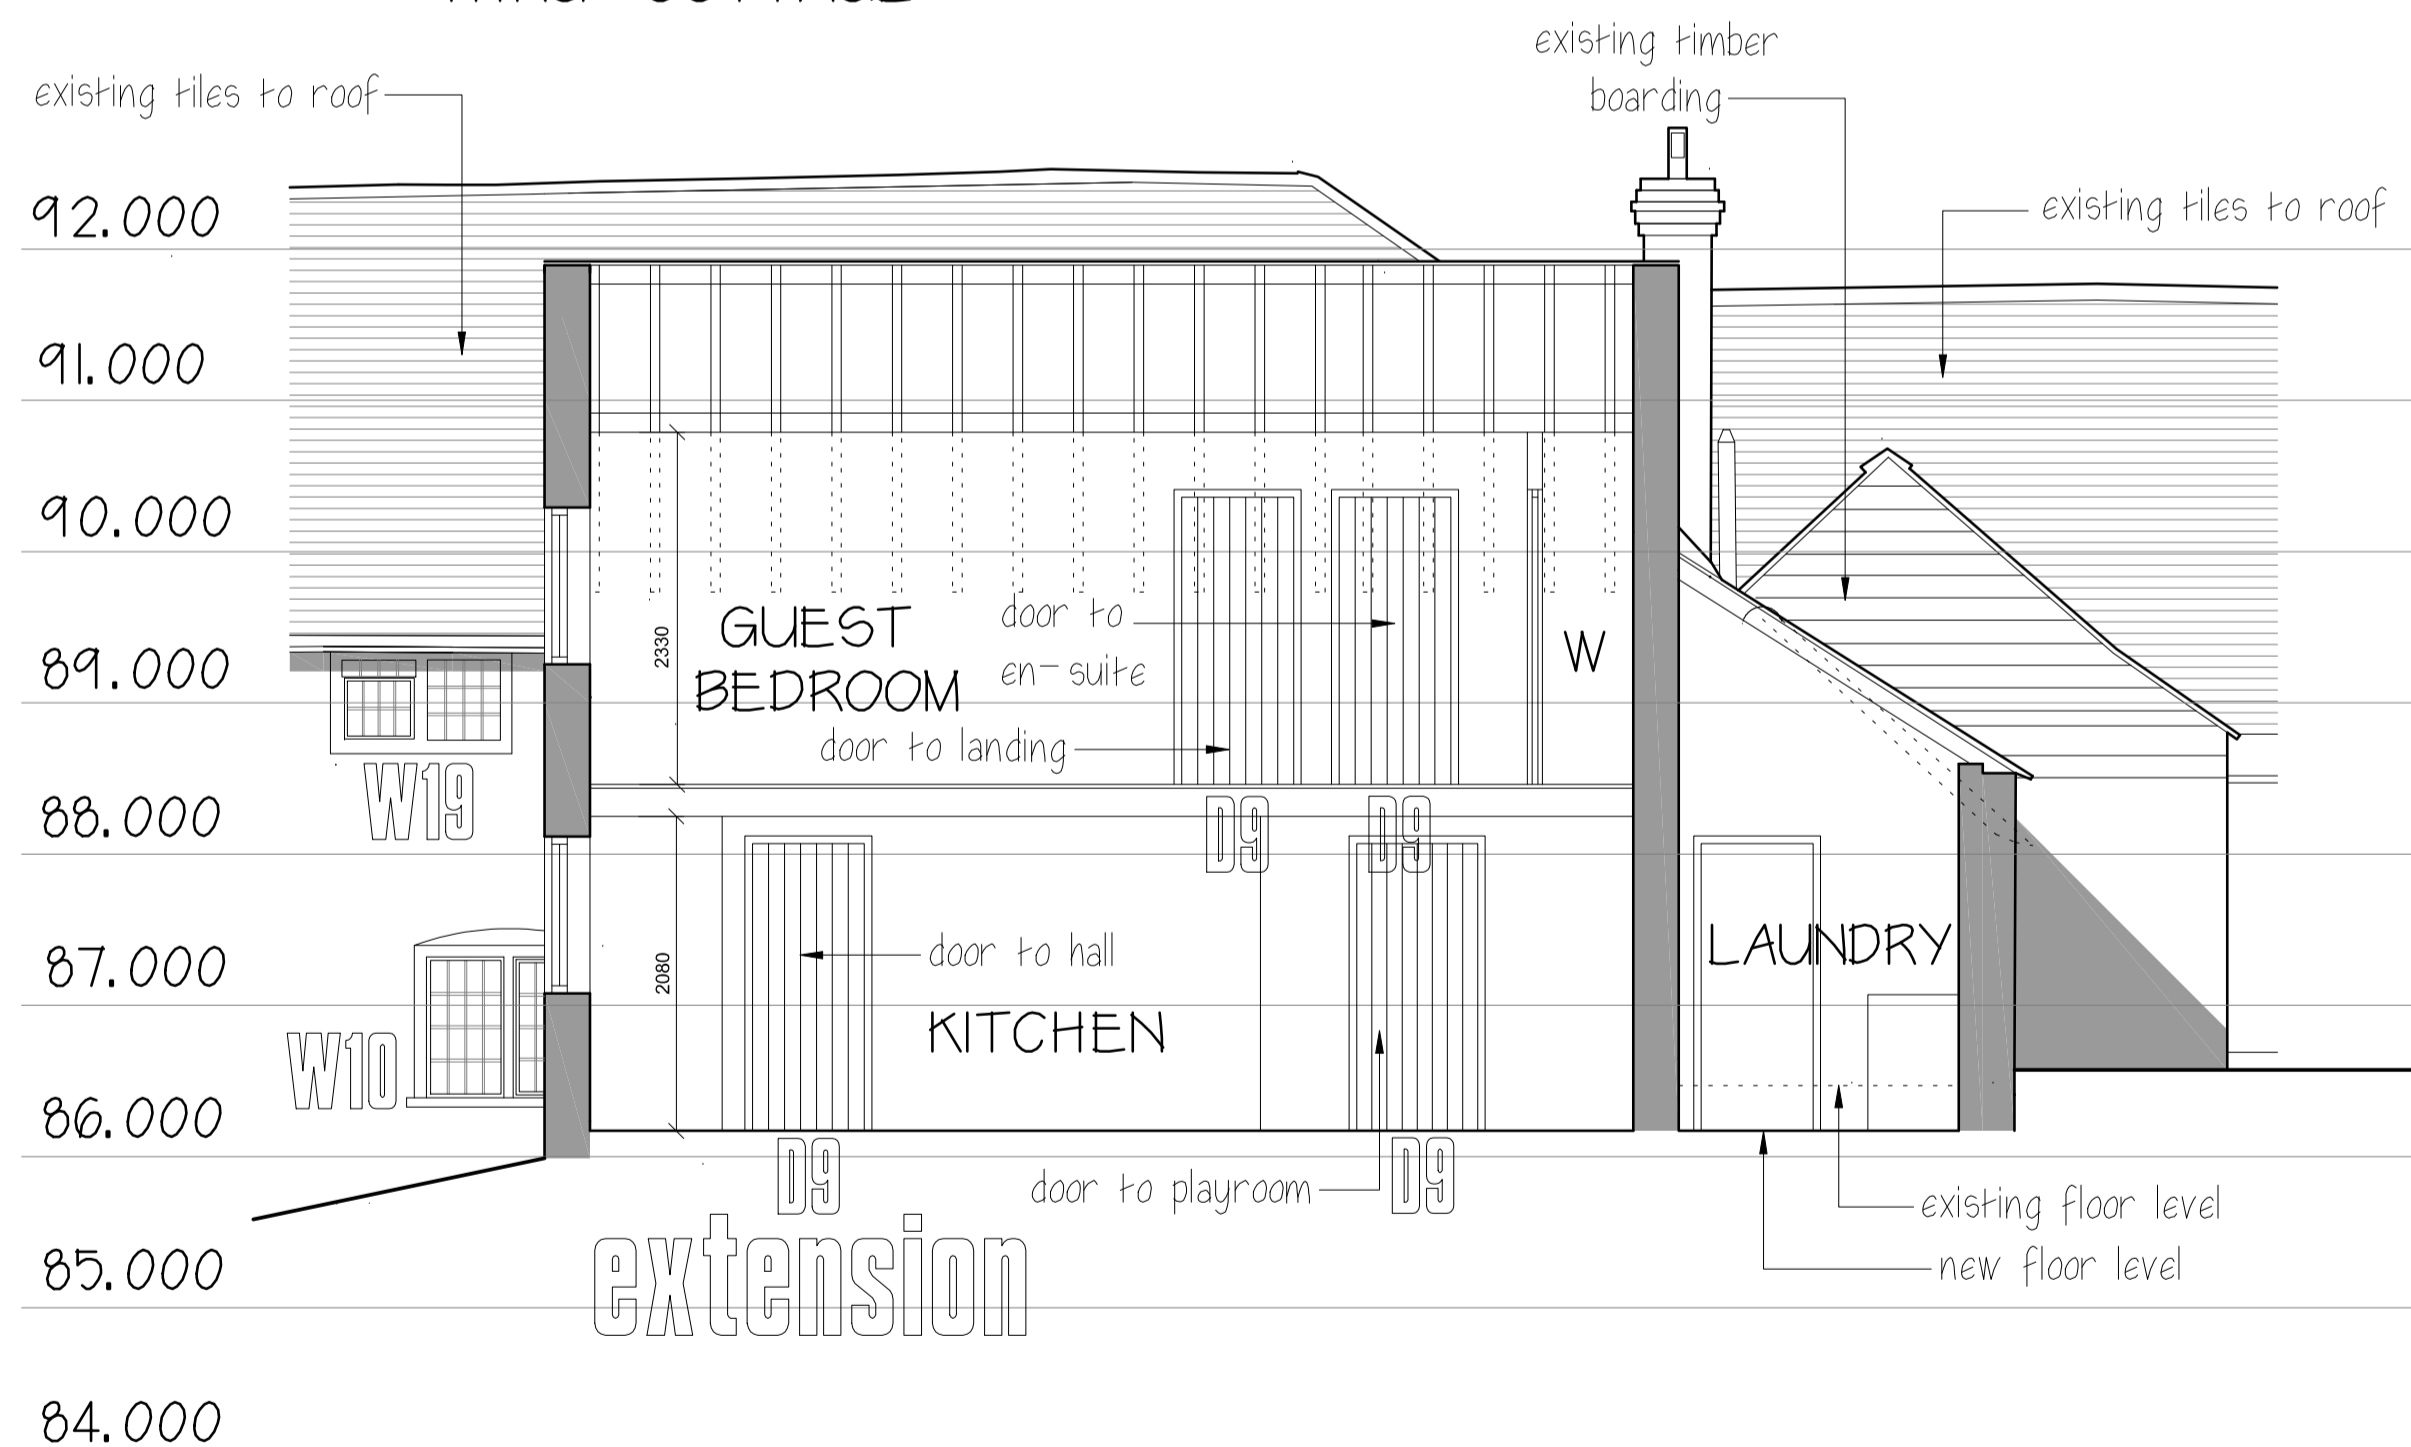 existing timber
boarding
existing tiles to roof
existing tiles to roof
92.000
91.000
90.000
89.000
88.000
87.000
86.000
85.000
84.000
2330
GUEST
BEDROOM
door to
en-suite
door to landing
W
W19
D9
D9
2080
door to hall
KITCHEN
LAUNDRY
W10
D9
door to playroom
D9
existing floor level
new floor level
extension